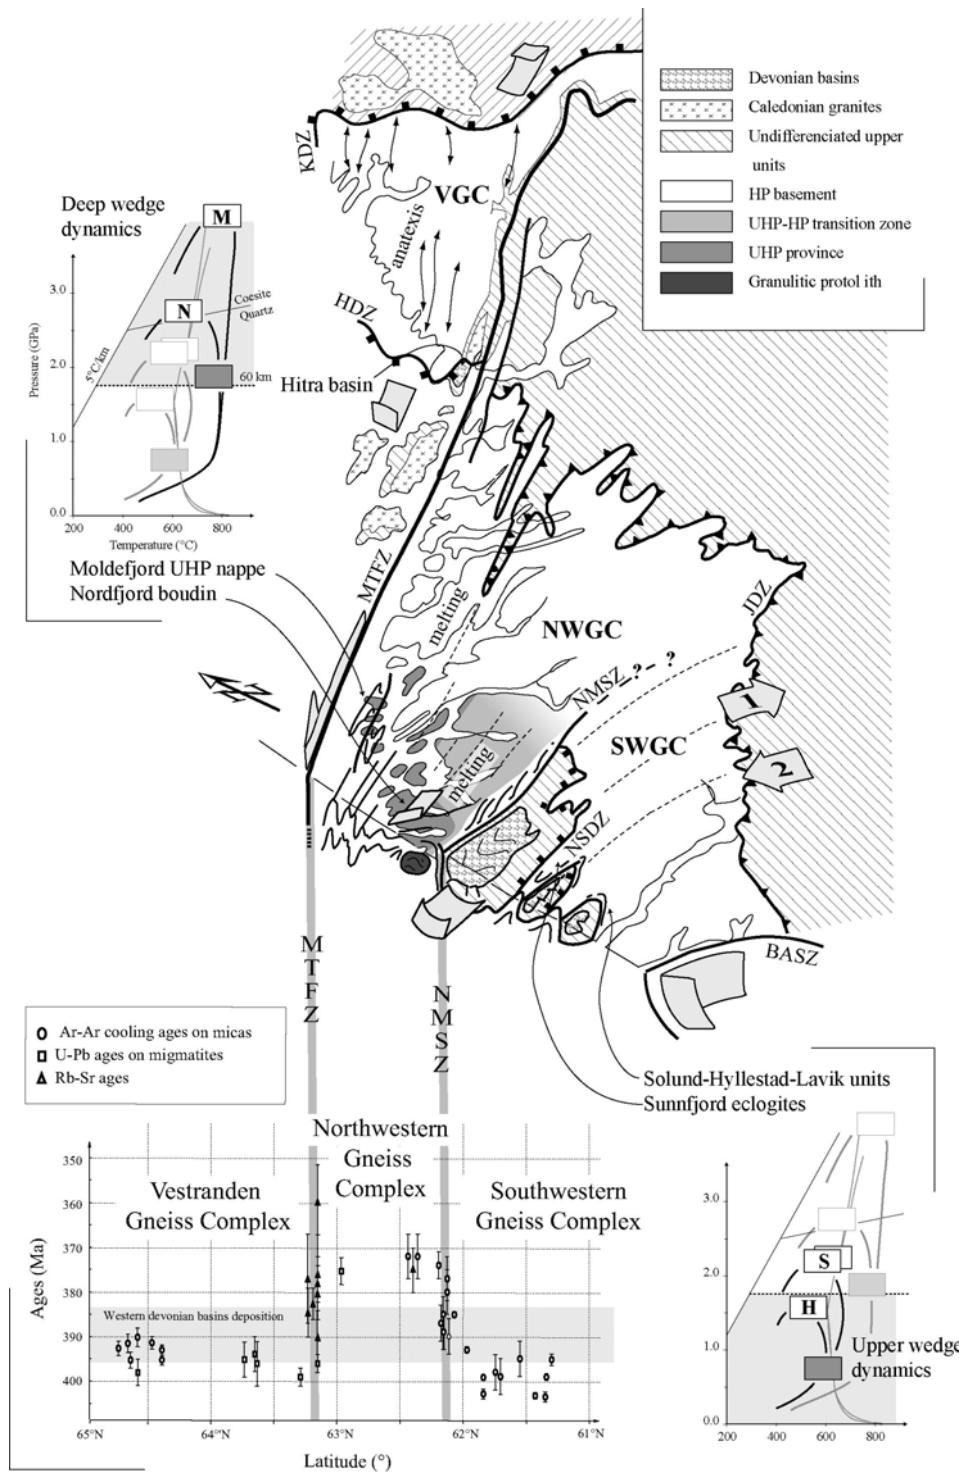 Devonian basins
Caledonian granites
Undifferenciated upper
units
HP basement
UHP-HP transition zone
UHP province
Granulitic protol ith
KDZ
VGC
anatexis
HDZ
Hitra basin
Deep wedge
dynamics
M
N
Coesite
Quartz
5°C/km
60 km
Pressure (GPa)
3.0
2.0
1.0
0.0
200
400
600
800
Temperature (°C)
Moldefjord UHP nappe
Nordfjord boudin
MTFZ
melting
NWGC
JDZ
NMSZ
?
–
?
1
SWGC
2
melting
NSDZ
BASZ
MTFZ
NMSZ
Solund-Hyllestad-Lavik units
Sunnfjord eclogites
Ar-Ar cooling ages on micas
U-Pb ages on migmatites
Rb-Sr ages
Northwestern
Gneiss
Complex
Vestranden
Gneiss Complex
Southwestern
Gneiss Complex
Ages (Ma)
350
360
370
380
390
400
Western devonian basins deposition
65°N
64°N
63°N
62°N
61°N
Latitude (°)
3.0
2.0
1.0
0.0
S
H
Upper wedge
dynamics
200
400
600
800